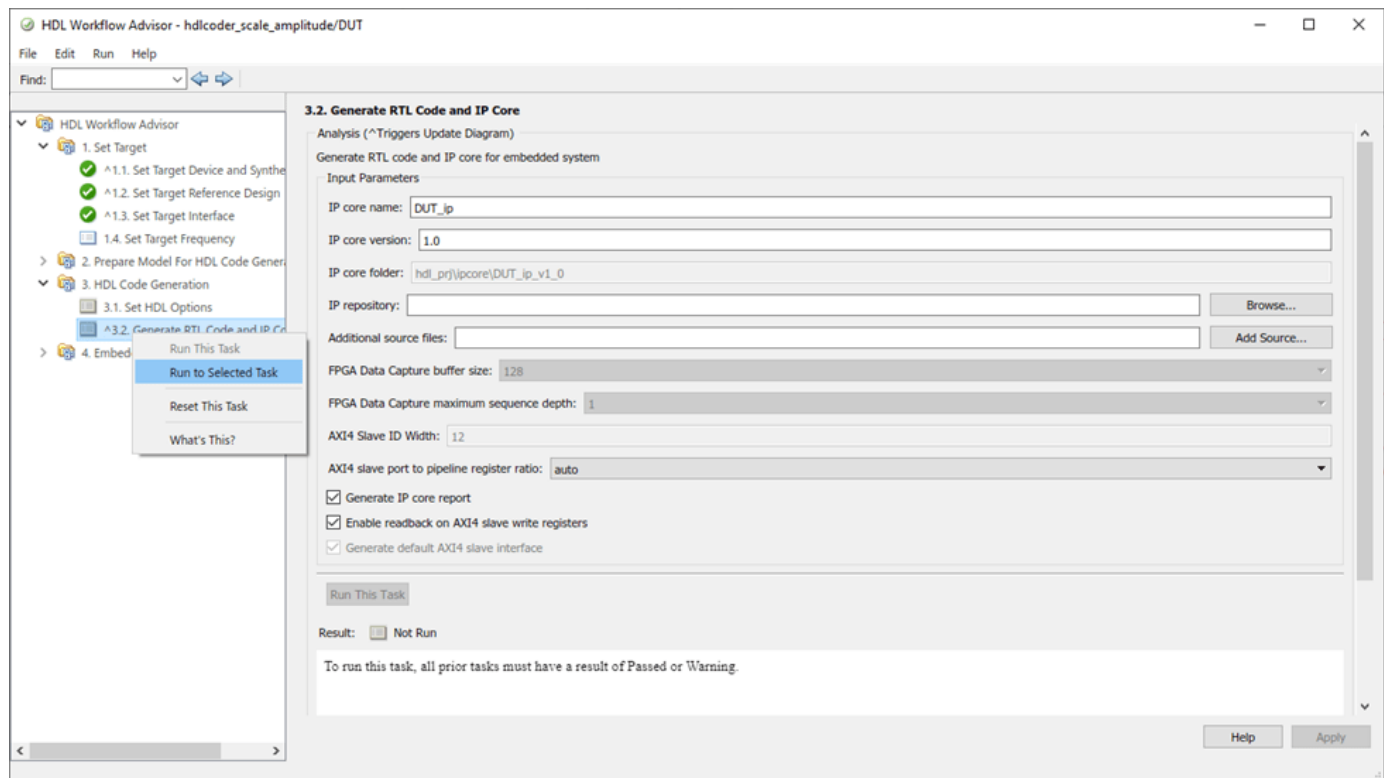 HDL Workflow Advisor - hdlcoder_scale_amplitude/DUT
File Edit Run Help
Find:
HDL Workflow Advisor
1. Set Target
^1.1. Set Target Device and Synthe
^1.2. Set Target Reference Design
^1.3. Set Target Interface
1.4. Set Target Frequency
2. Prepare Model For HDL Code Gener
3. HDL Code Generation
3.1. Set HDL Options
^3.2. Generate RTL Code and IP Co
4. Embed
Run This Task
Run to Selected Task
Reset This Task
What's This?
3.2. Generate RTL Code and IP Core
Analysis (^Triggers Update Diagram)
Generate RTL code and IP core for embedded system
Input Parameters
IP core name: DUT_ip
IP core version: 1.0
IP core folder: hdl_prj\ipcore\DUT_ip_v1_0
IP repository: Browse...
Additional source files: Add Source...
FPGA Data Capture buffer size: 128
FPGA Data Capture maximum sequence depth: 1
AXI4 Slave ID Width: 12
AXI4 slave port to pipeline register ratio: auto
Generate IP core report
Enable readback on AXI4 slave write registers
Generate default AXI4 slave interface
Run This Task
Result: Not Run
To run this task, all prior tasks must have a result of Passed or Warning.
Help Apply